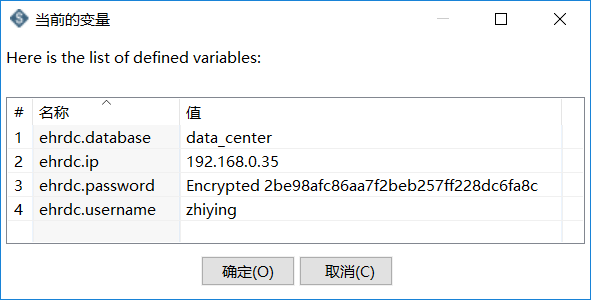 当前的变量
Here is the list of defined variables:
# 名称 值
1 ehrdc.database data_center
2 ehrdc.ip 192.168.0.35
3 ehrdc.password Encrypted 2be98afc86aa7f2beb257ff228dc6fa8c
4 ehrdc.username zhiying
确定(O) 取消(C)